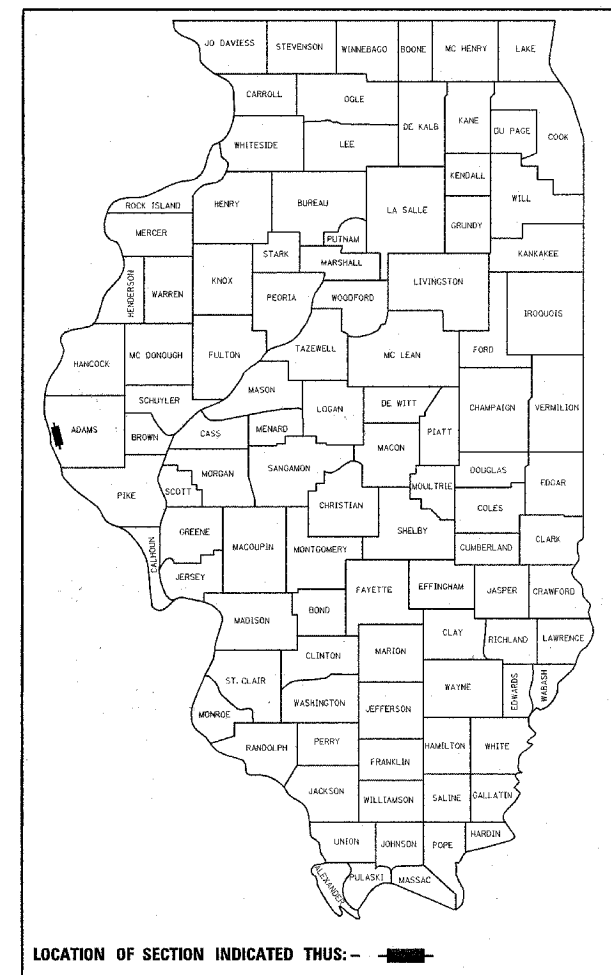 JO DAVIESS STEVENSON WINNEBAGO BOONE MC HENRY LAKE
CARROLL OGLE DE KALB KANE DU PAGE COOK
WHITESIDE LEE
KENDALL WILL
ROCK ISLAND HENRY BUREAU LA SALLE GRUNDY
MERCER PUTNAM
STARK MARSHALL KANKAKEE
HENDERSON WARREN KNOX PEORIA WOODFORD LIVINGSTON IROQUOIS
HANCOCK MC DONOUGH FULTON TAZEWELL MC LEAN FORD
MASON
SCHUYLER LOGAN DE WITT CHAMPAIGN VERMILION
ADAMS BROWN CASS MENARD MACON PIATT
SANGAMON DOUGLAS
PIKE SCOTT MORGAN CHRISTIAN MOULTRIE COLES EDGAR
GREENE MACOUPIN MONTGOMERY SHELBY CUMBERLAND CLARK
CALHOUN JERSEY
FAYETTE EFFINGHAM JASPER CRAWFORD
MADISON BOND
CLAY RICHLAND LAWRENCE
CLINTON MARION
ST. CLAIR WAYNE EDWARDS WABASH
MONROE WASHINGTON JEFFERSON
RANDOLPH PERRY HAMILTON WHITE
FRANKLIN
JACKSON WILLIAMSON SALINE GALLATIN
UNION JOHNSON POPE HARDIN
ALEXANDER PULASKI MASSAC
LOCATION OF SECTION INDICATED THUS:-